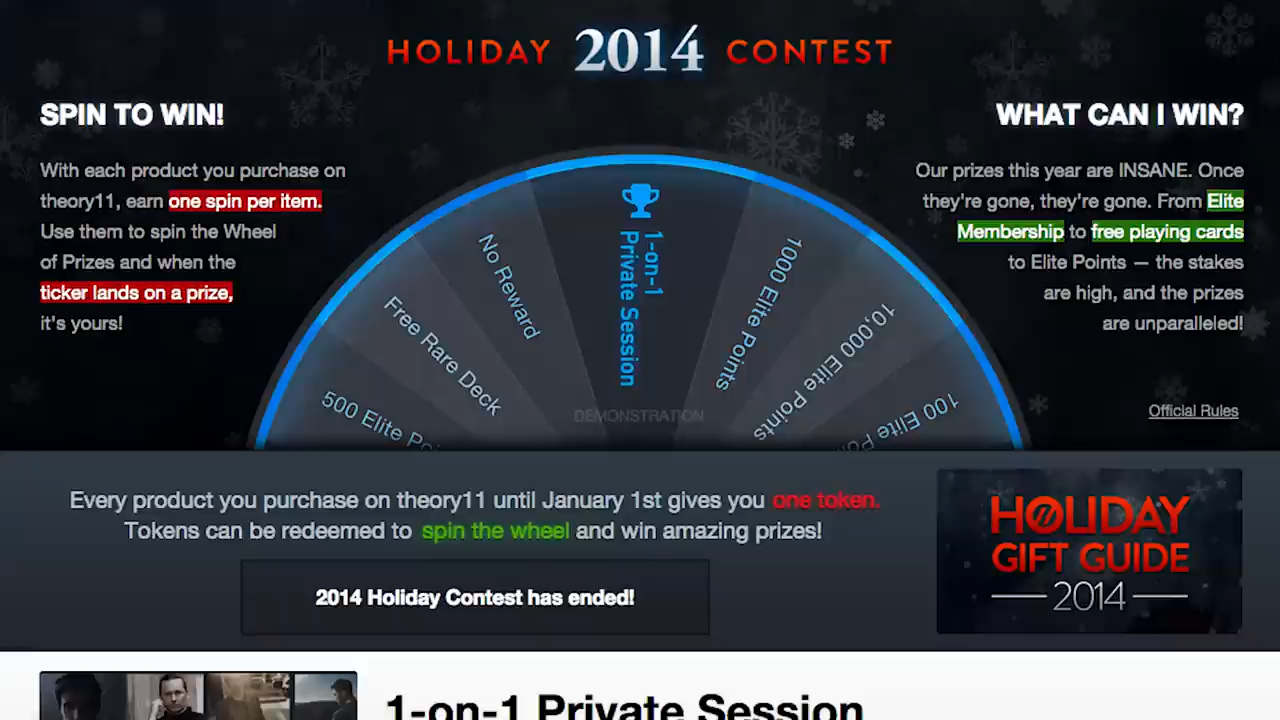 HOLIDAY 2014 CONTEST
SPIN TO WIN!
With each product you purchase on
theory11, earn one spin per item.
Use them to spin the Wheel
of Prizes and when the
ticker lands on a prize,
it's yours!
WHAT CAN I WIN?
Our prizes this year are INSANE. Once
they're gone, they're gone. From Elite
Membership to free playing cards
to Elite Points — the stakes
are high, and the prizes
are unparalleled!
Official Rules
500 Elite
Free Rare Deck
No Reward
1-on-1
Private Session
1000 Elite Points
10,000 Elite Points
100 Elite
DEMONSTRATION
Every product you purchase on theory11 until January 1st gives you one token.
Tokens can be redeemed to spin the wheel and win amazing prizes!
2014 Holiday Contest has ended!
HOLIDAY
GIFT GUIDE
2014
1-on-1 Private Session